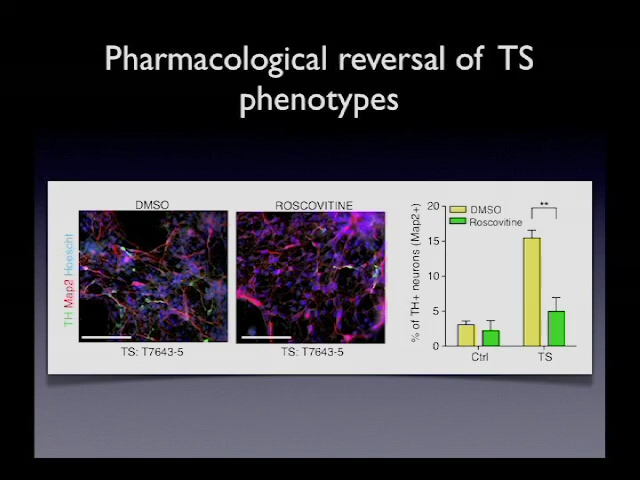 Pharmacological reversal of TS
phenotypes
DMSO
ROSCOVITINE
TH Map2 Hoescht
TS: T7643-5
TS: T7643-5
% of TH+ neurons (Map2+)
20
15
10
5
0
DMSO
Roscovitine
**
Ctrl
TS